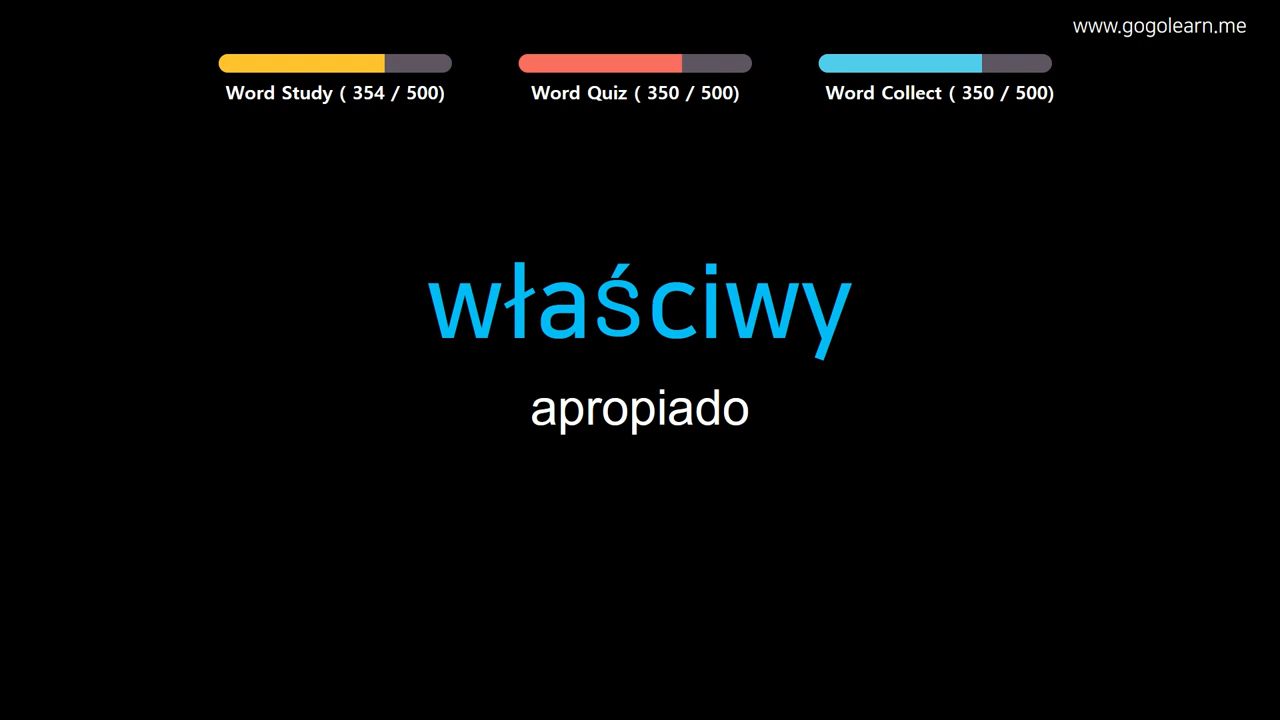 www.gogolearn.me
Word Study ( 354 / 500)
Word Quiz ( 350 / 500)
Word Collect ( 350 / 500)
właściwy
apropiado